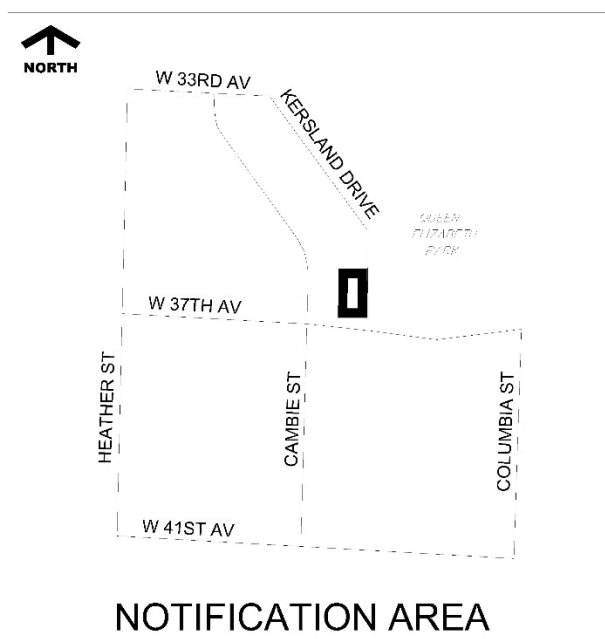 NORTH
W 33RD AV
KERSLAND DRIVE
QUEEN
ELIZABETH
PARK
W 37TH AV
HEATHER ST
CAMBIE ST
COLUMBIA ST
W 41ST AV
NOTIFICATION AREA